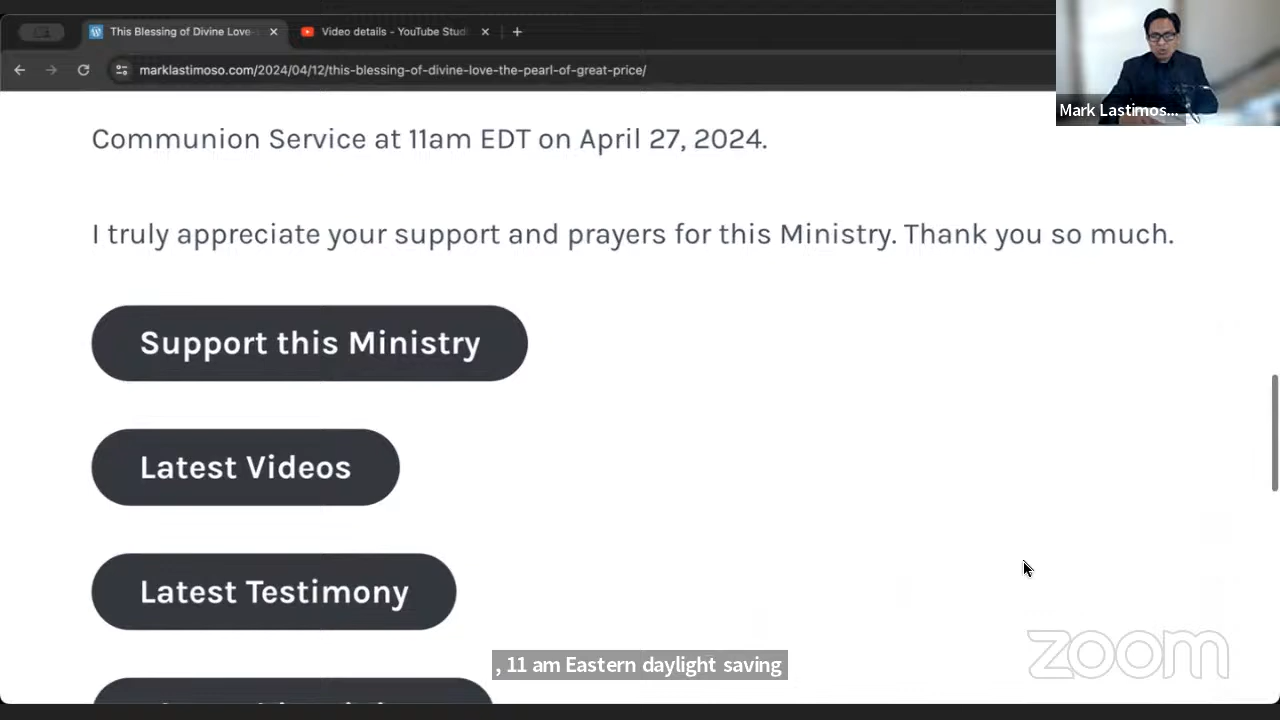 This Blessing of Divine Love
Video details - YouTube Stud
marklastimoso.com/2024/04/12/this-blessing-of-divine-love-the-pearl-of-great-price/
Mark Lastimos...
Communion Service at 11am EDT on April 27, 2024.
I truly appreciate your support and prayers for this Ministry. Thank you so much.
Support this Ministry
Latest Videos
Latest Testimony
, 11 am Eastern daylight saving
zoom